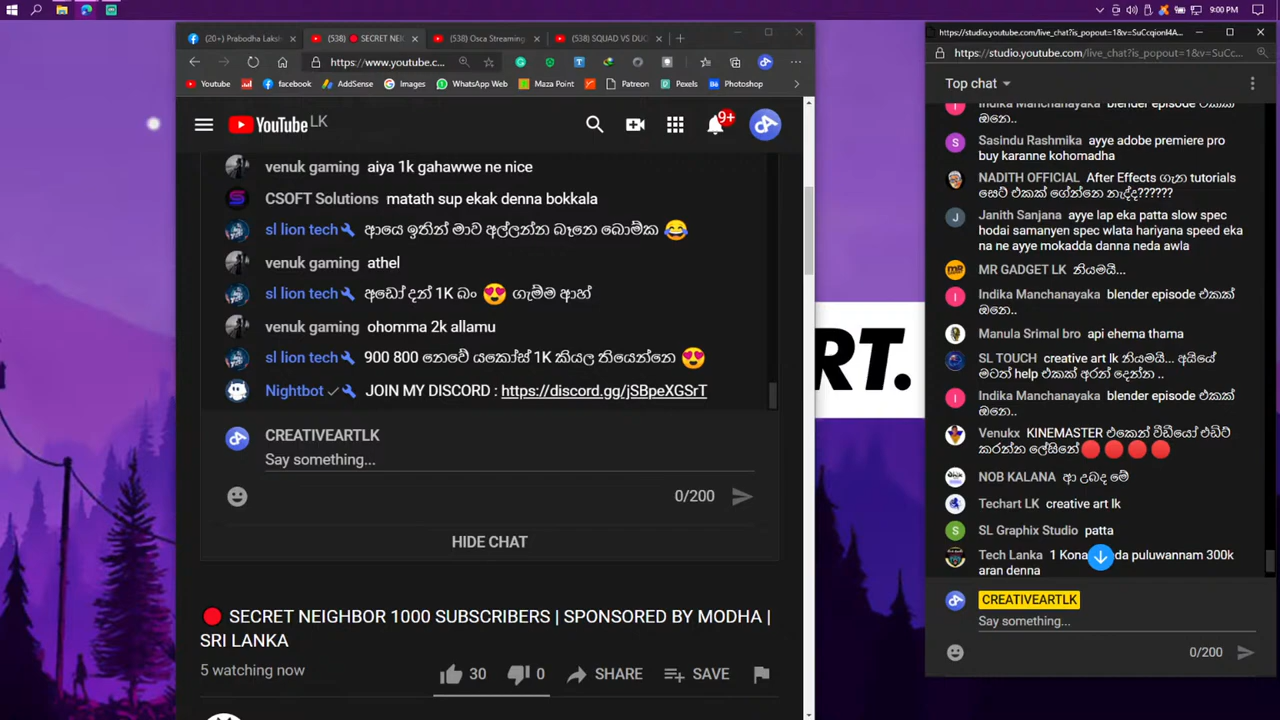 9:00 PM
(20+) Prabodha Laksh
(538) 🔴 SECRET NEI
(538) Osca Streaming
(538) SQUAD VS DUO
https://www.youtube.c...
Youtube
facebook
AddSense
Images
WhatsApp Web
Maza Point
Patreon
Pexels
Photoshop
YouTube LK
9+
venuk gaming aiya 1k gahawwe ne nice
CSOFT Solutions matath sup ekak denna bokkala
sl lion tech ආයෙ ඉතින් මාව අල්ලන්න බෑනෙ බොම්ක 😂
venuk gaming athel
sl lion tech අඩෝ දන් 1K බං 😍 ගැම්ම ආහ්
venuk gaming ohomma 2k allamu
sl lion tech 900 800 නෙවේ යකෝස් 1K කියල තියෙන්නෙ 😍
Nightbot JOIN MY DISCORD : https://discord.gg/jSBpeXGSrT
CREATIVEARTLK
Say something...
0/200
HIDE CHAT
🔴 SECRET NEIGHBOR 1000 SUBSCRIBERS | SPONSORED BY MODHA |
SRI LANKA
5 watching now
30
0
SHARE
SAVE
RT.
https://studio.youtube.com/live_chat?is_popout=1&v=SuCcqionI4A...
https://studio.youtube.com/live_chat?is_popout=1&v=SuCc...
Top chat
Indika Manchanayaka blender episode එකක්
ඔනෙ..
Sasindu Rashmika ayye adobe premiere pro
buy karanne kohomadha
NADITH OFFICIAL After Effects ගැන tutorials
සෙට් එකක් ගේන්නෙ නැද්ද??????
Janith Sanjana ayye lap eka patta slow spec
hodai samanyen spec wlata hariyana speed eka
na ne ayye mokadda danna neda awla
MR GADGET LK නියමයි...
Indika Manchanayaka blender episode එකක්
ඔනෙ..
Manula Srimal bro api ehema thama
SL TOUCH creative art lk නියමයි... අයියේ
මටත් help එකක් අරන් දෙන්න ..
Indika Manchanayaka blender episode එකක්
ඔනෙ..
Venukx KINEMASTER එකෙන් වීඩියෝ එඩිට්
කරන්න ලේසිනේ🔴 🔴 🔴 🔴
NOB KALANA ආ උබද මේ
Techart LK creative art lk
SL Graphix Studio patta
Tech Lanka 1 Kona da puluwannam 300k
aran denna
CREATIVEARTLK
Say something...
0/200